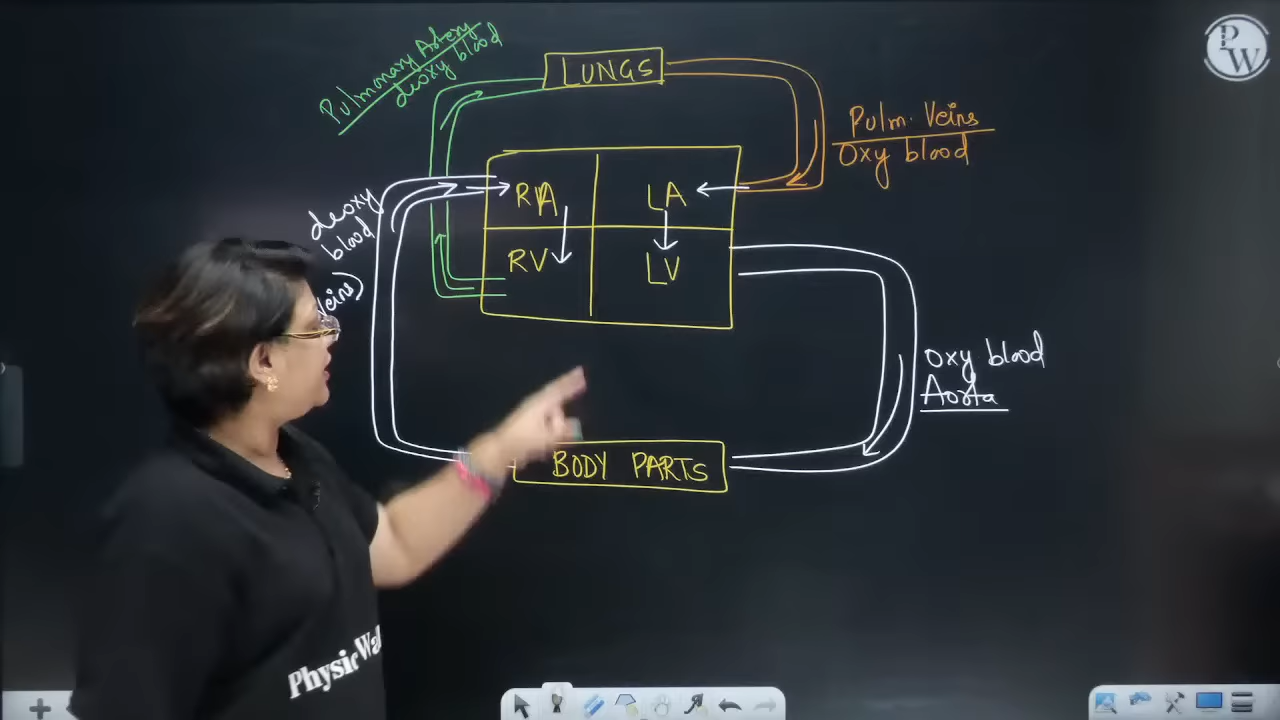 Pulmonary Artery
deoxy blood
LUNGS
Pulm. Veins
Oxy blood
RA
LA
RV
LV
deoxy
blood
oxy blood
Aorta
BODY PARTS
PW